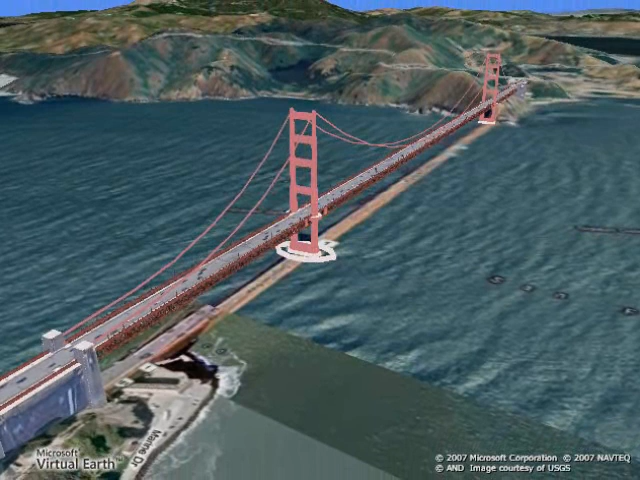 Marine Dr
Microsoft
Virtual Earth™
© 2007 Microsoft Corporation © 2007 NAVTEQ
© AND Image courtesy of USGS